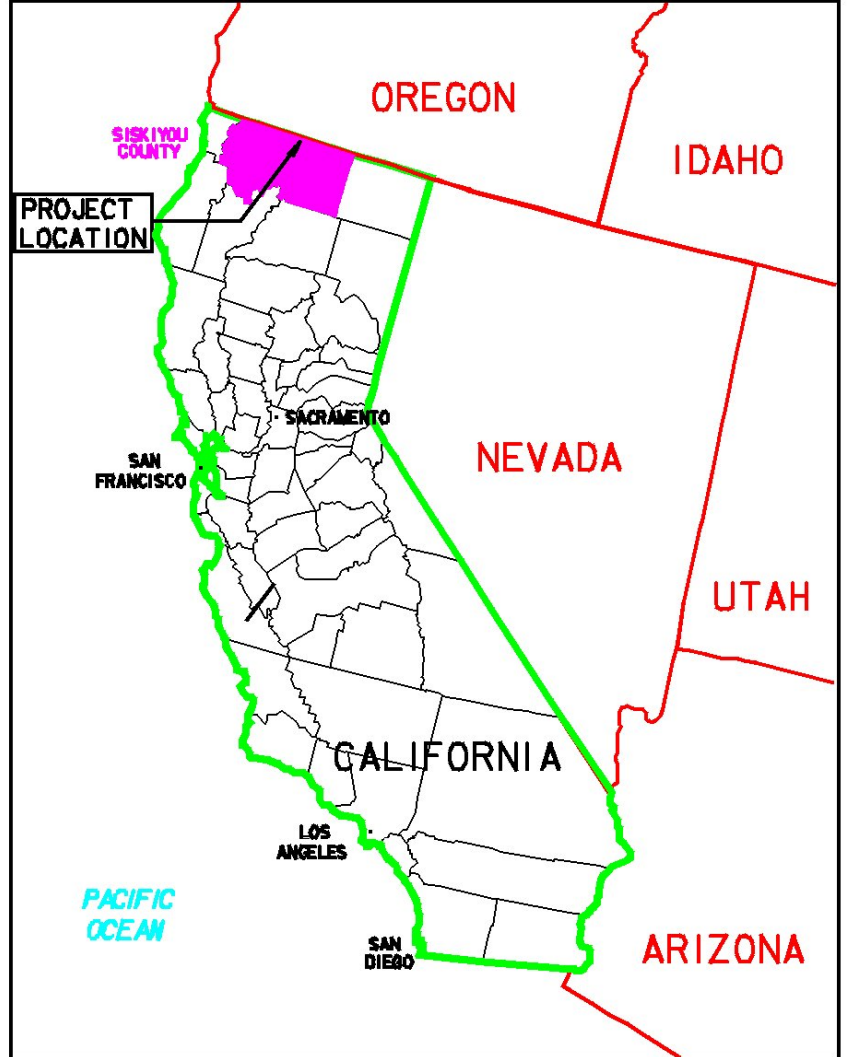 OREGON
IDAHO
SISKIYOU
COUNTY
PROJECT
LOCATION
SACRAMENTO
NEVADA
SAN
FRANCISCO
UTAH
CALIFORNIA
LOS
ANGELES
PACIFIC
OCEAN
SAN
DIEGO
ARIZONA